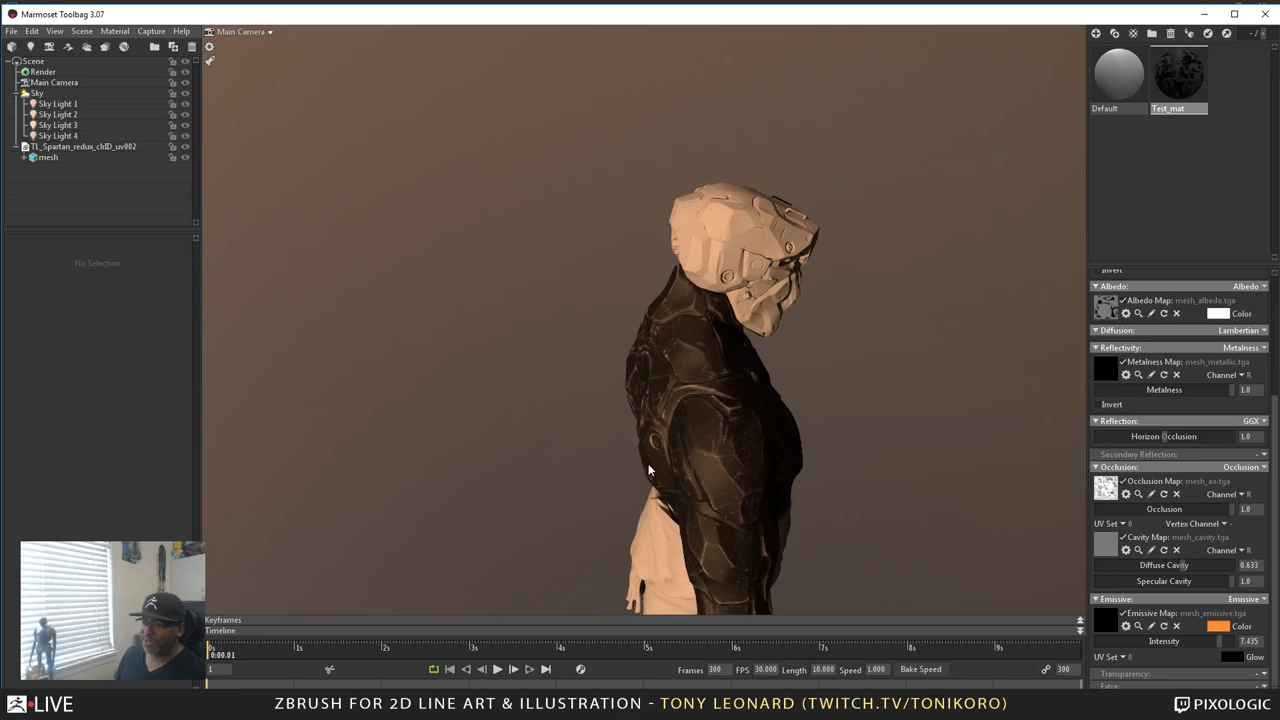 Marmoset Toolbag 3.07
File Edit View Scene Material Capture Help
Main Camera
Scene
Render
Main Camera
Sky
Sky Light 1
Sky Light 2
Sky Light 3
Sky Light 4
TL_Spartan_redux_clrID_uv002
mesh
No Selection
Default Test_mat
Invert
Albedo: Albedo
Albedo Map: mesh_albedo.tga
Color
Diffusion: Lambertian
Reflectivity: Metalness
Metalness Map: mesh_metallic.tga
Channel R
Metalness 1.0
Invert
Reflection: GGX
Horizon Occlusion 1.0
Secondary Reflection: -
Occlusion: Occlusion
Occlusion Map: mesh_ao.tga
Channel R
Occlusion 1.0
UV Set 0 Vertex Channel -
Cavity Map: mesh_cavity.tga
Channel R
Diffuse Cavity 0.633
Specular Cavity 1.0
Emissive: Emissive
Emissive Map: mesh_emissive.tga
Color
Intensity 7.435
UV Set 0 Glow
Transparency: -
Extra:
Keyframes
Timeline
0s 1s 2s 3s 4s 5s 6s 7s 8s 9s
0:00.01
1 Frames 300 FPS 30.000 Length 10.000 Speed 1.000 Bake Speed 300
LIVE ZBRUSH FOR 2D LINE ART & ILLUSTRATION - TONY LEONARD (TWITCH.TV/TONIKORO) PIXOLOGIC